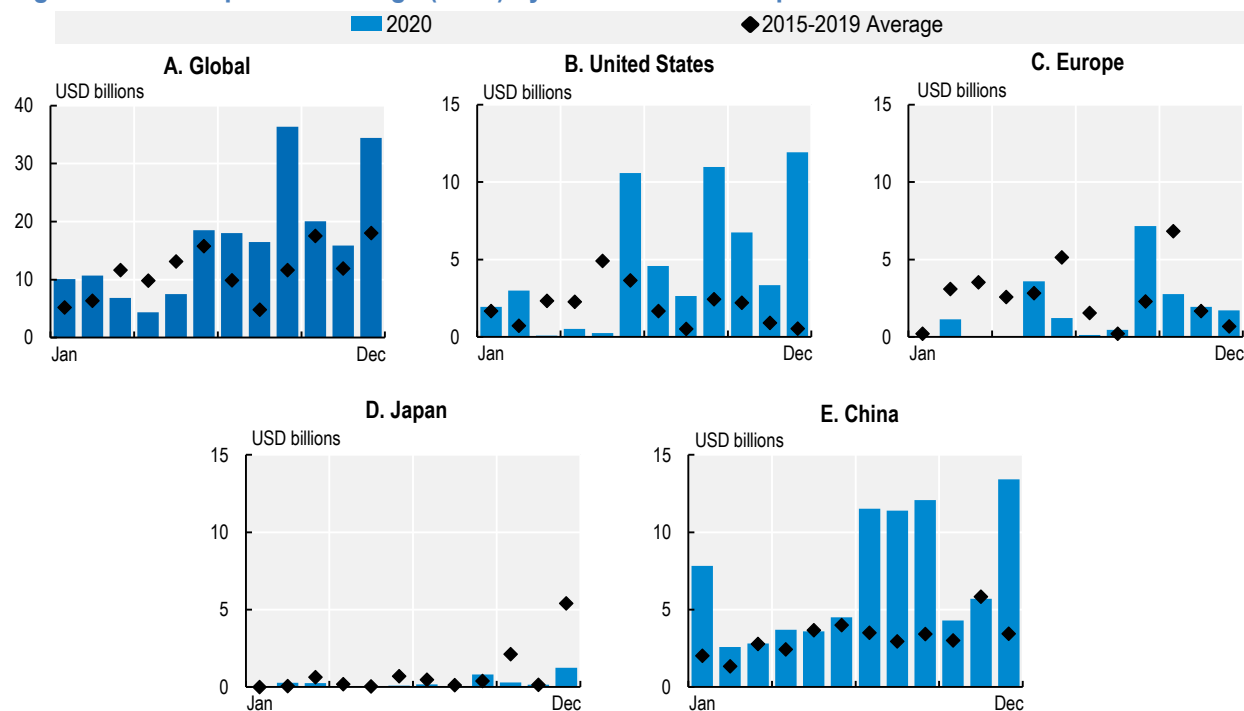 2020
2015-2019 Average
A. Global
USD billions
40
30
20
10
0
Jan
Dec
B. United States
USD billions
15
10
5
0
Jan
Dec
C. Europe
USD billions
15
10
5
0
Jan
Dec
D. Japan
USD billions
15
10
5
0
Jan
Dec
E. China
USD billions
15
10
5
0
Jan
Dec